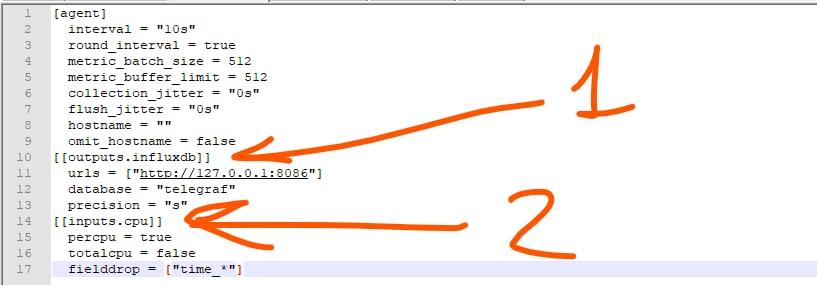 1 [agent]
2 interval = "10s"
3 round_interval = true
4 metric_batch_size = 512
5 metric_buffer_limit = 512
6 collection_jitter = "0s"
7 flush_jitter = "0s"
8 hostname = ""
9 omit_hostname = false
10 [[outputs.influxdb]]
11 urls = ["http://127.0.0.1:8086"]
12 database = "telegraf"
13 precision = "s"
14 [[inputs.cpu]]
15 percpu = true
16 totalcpu = false
17 fielddrop = ["time_*"]
1
2